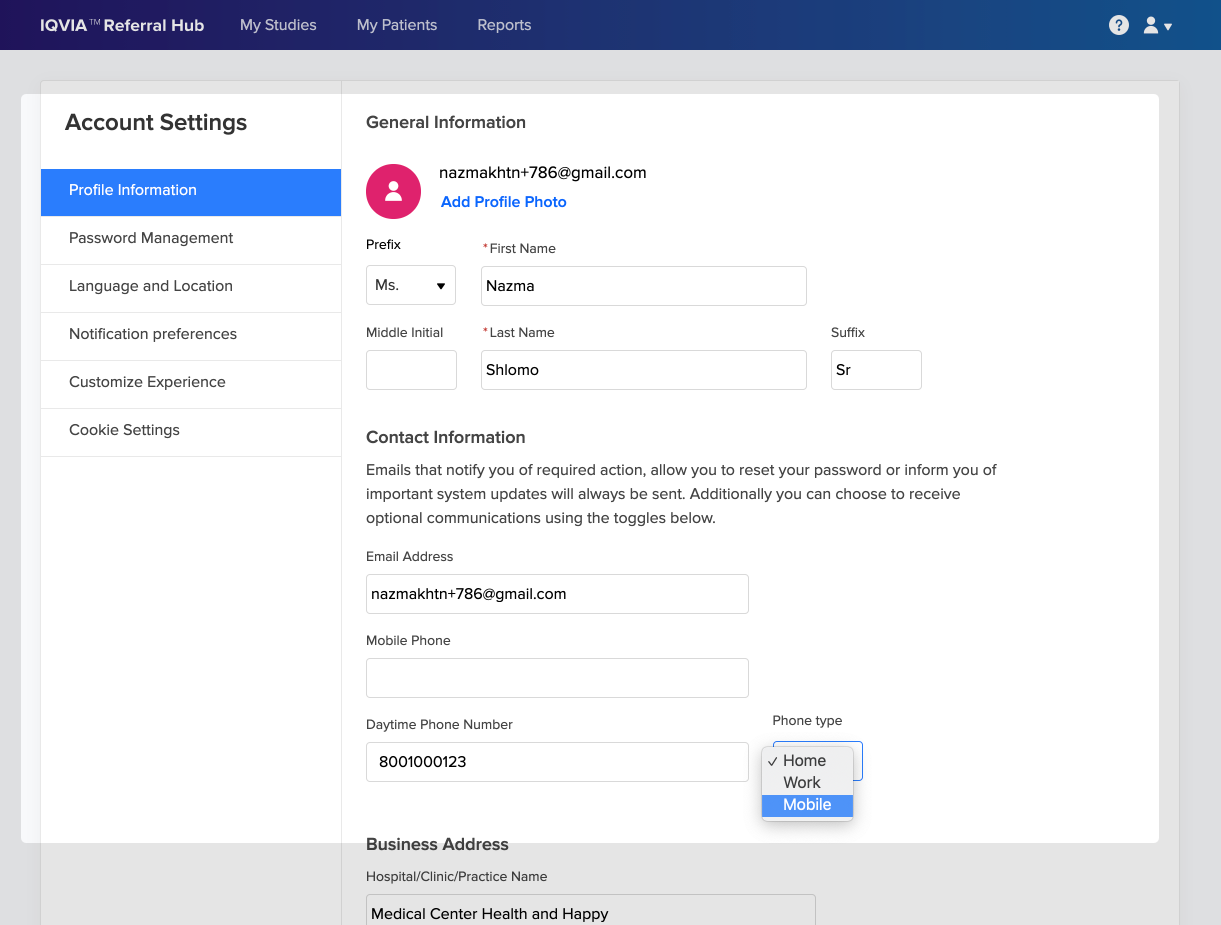 IQVIA™ Referral Hub My Studies My Patients Reports ?
Account Settings
Profile Information
Password Management
Language and Location
Notification preferences
Customize Experience
Cookie Settings
General Information
nazmakhtn+786@gmail.com
Add Profile Photo
Prefix *First Name
Ms. Nazma
Middle Initial *Last Name Suffix
Shlomo Sr
Contact Information
Emails that notify you of required action, allow you to reset your password or inform you of
important system updates will always be sent. Additionally you can choose to receive
optional communications using the toggles below.
Email Address
nazmakhtn+786@gmail.com
Mobile Phone
Daytime Phone Number Phone type
8001000123 ✓ Home
Work
Mobile
Business Address
Hospital/Clinic/Practice Name
Medical Center Health and Happy